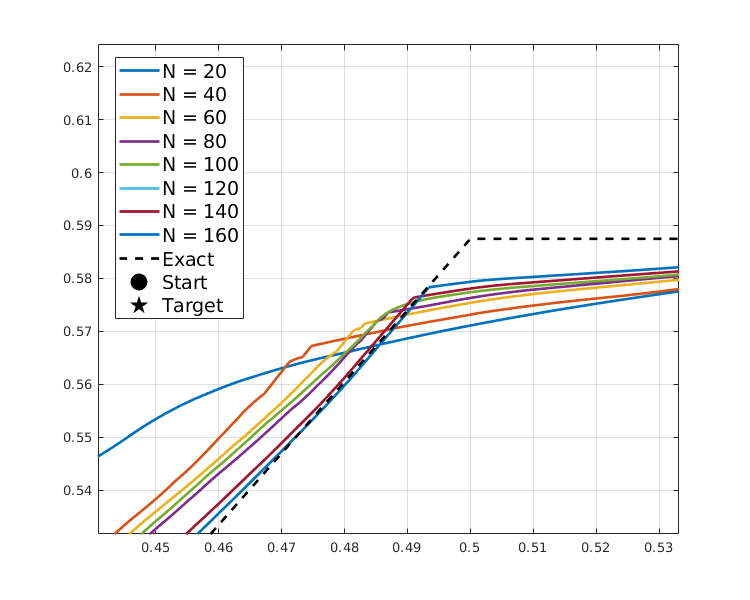 0.62
0.61
0.6
0.59
0.58
0.57
0.56
0.55
0.54
N = 20
N = 40
N = 60
N = 80
N = 100
N = 120
N = 140
N = 160
Exact
Start
Target
0.45 0.46 0.47 0.48 0.49 0.5 0.51 0.52 0.53